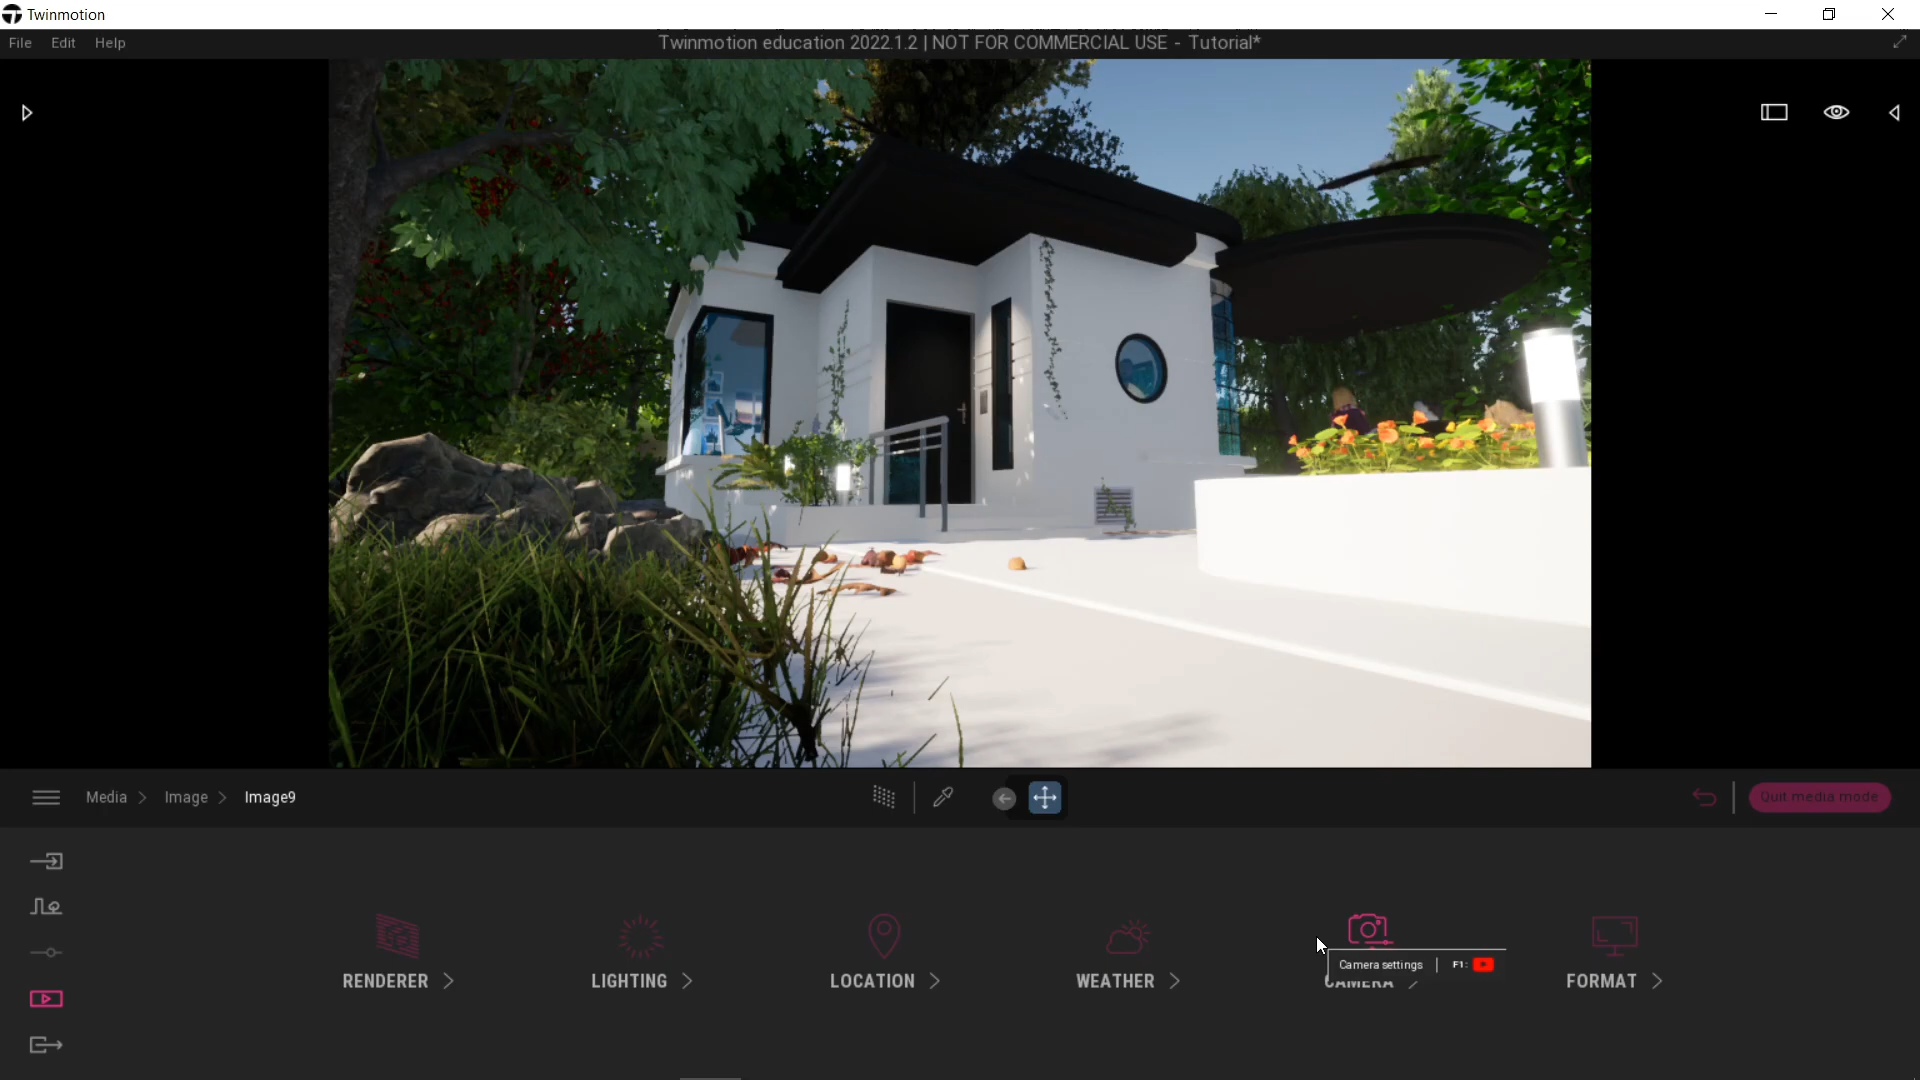 Twinmotion
File Edit Help
Twinmotion education 2022.1.2 | NOT FOR COMMERCIAL USE - Tutorial*
Media Image Image9
Quit media mode
Camera settings | F1:
RENDERER
LIGHTING
LOCATION
WEATHER
CAMERA
FORMAT